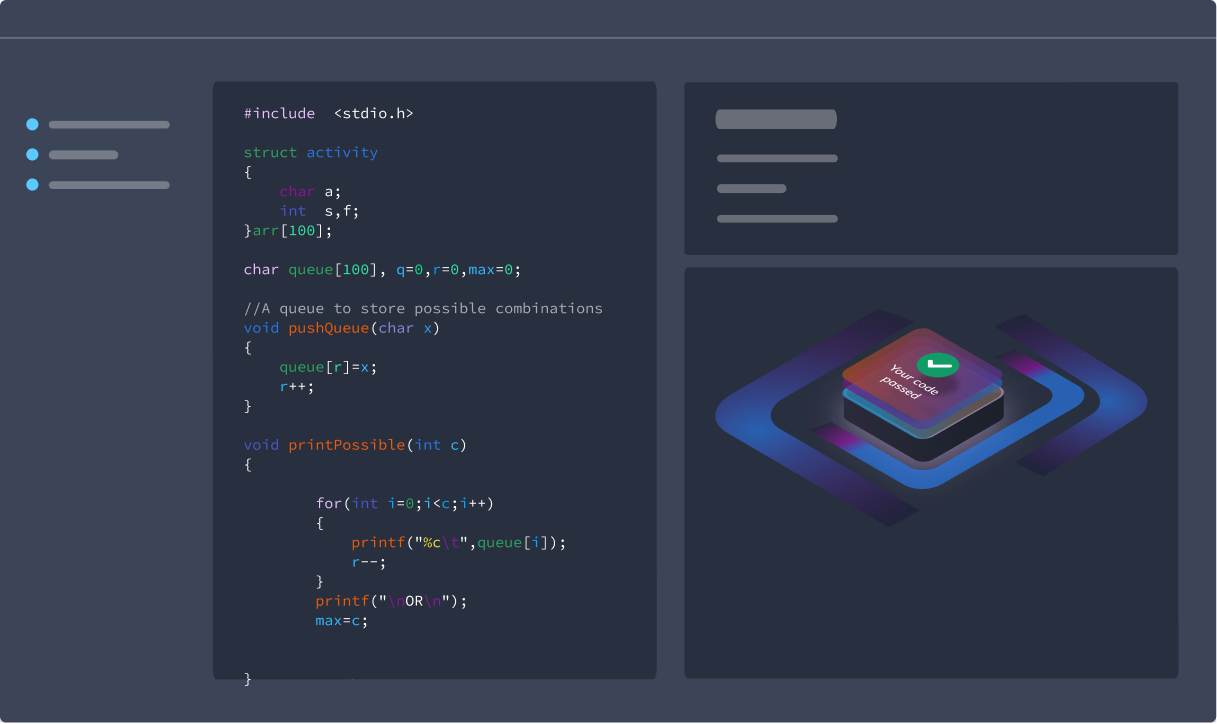 #include  <stdio.h>
struct activity
{
    char a;
    int  s,f;
}arr[100];
char queue[100], q=0,r=0,max=0;
//A queue to store possible combinations
void pushQueue(char x)
{
    queue[r]=x;
    r++;
}
void printPossible(int c)
{
        for(int i=0;i<c;i++)
        {
            printf("%c\t",queue[i]);
            r--;
        }
        printf("\nOR\n");
        max=c;
}
Your code
passed